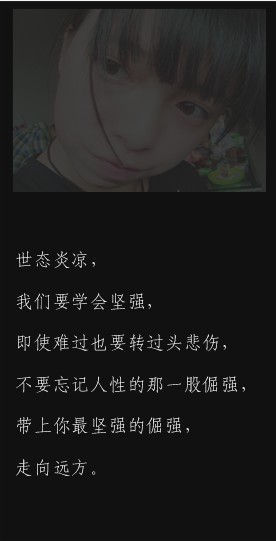 世态炎凉，
我们要学会坚强，
即使难过也要转过头悲伤，
不要忘记人性的那一股倔强，
带上你最坚强的倔强，
走向远方。